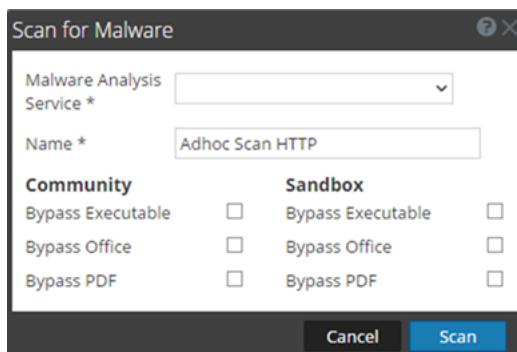 Scan for Malware
Malware Analysis
Service *
Name *
Adhoc Scan HTTP
Community
Sandbox
Bypass Executable
Bypass Executable
Bypass Office
Bypass Office
Bypass PDF
Bypass PDF
Cancel
Scan